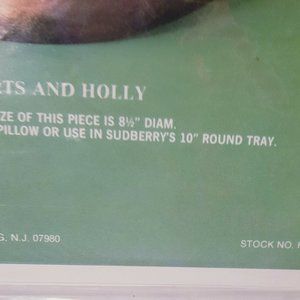 RTS AND HOLLY
ZE OF THIS PIECE IS 8½" DIAM.
PILLOW OR USE IN SUDBERRY'S 10" ROUND TRAY.
G, N.J. 07980
STOCK NO.